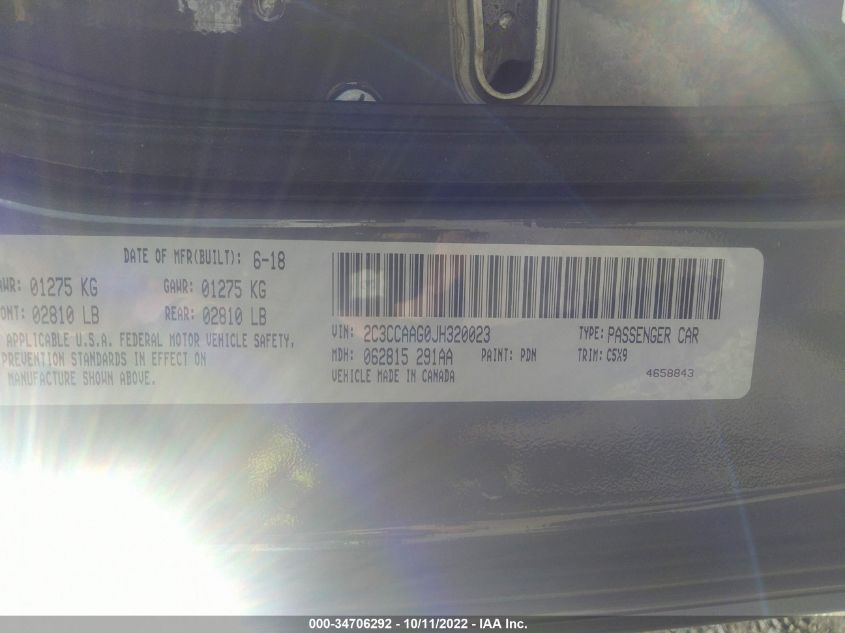 DATE OF MFR(BUILT): 6-18
GAWR: 01275 KG GAWR: 01275 KG
FRONT: 02810 LB REAR: 02810 LB
APPLICABLE U.S.A. FEDERAL MOTOR VEHICLE SAFETY,
PREVENTION STANDARDS IN EFFECT ON
MANUFACTURE SHOWN ABOVE.
VIN: 2C3CCAAG0JH320023 TYPE: PASSENGER CAR
MDH: 062815 291AA PAINT: PDN TRIM: C5X9
VEHICLE MADE IN CANADA 4658843
000-34706292 - 10/11/2022 - IAA Inc.